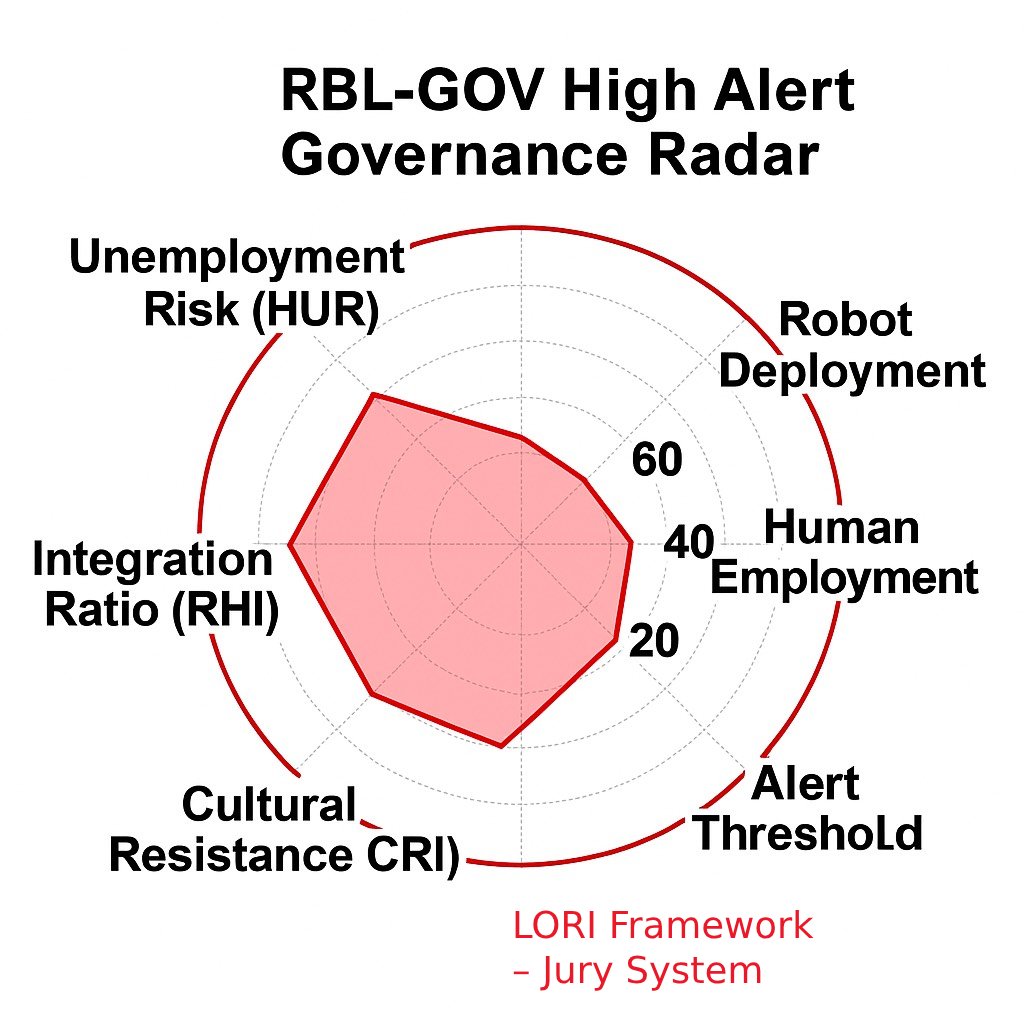 RBL-GOV High Alert
Governance Radar
Unemployment
Risk (HUR)
Robot
Deployment
60
40
20
Human
Employment
Integration
Ratio (RHI)
Cultural
Resistance CRI)
Alert
Threshold
LORI Framework
– Jury System